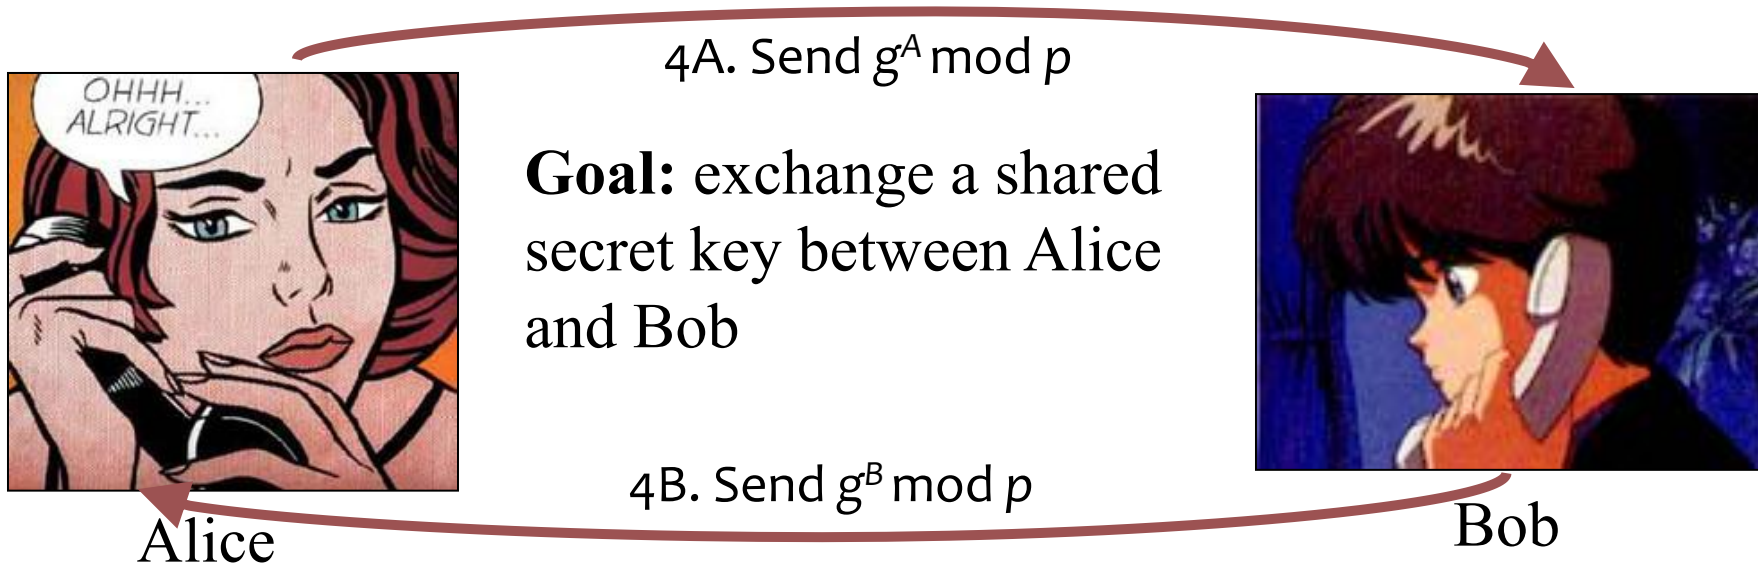 4A. Send g^A mod p
OHHH...
ALRIGHT...
Goal: exchange a shared
secret key between Alice
and Bob
4B. Send g^B mod p
Alice
Bob